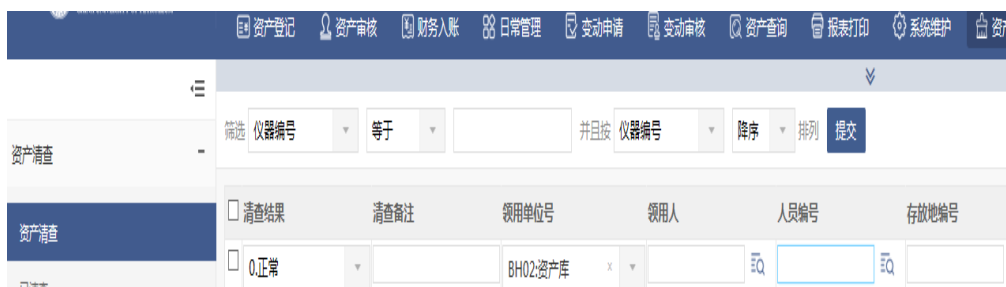 资产登记 资产审核 财务入账 日常管理 变动申请 变动审核 资产查询 报表打印 系统维护 资产
筛选 仪器编号 等于 并且按 仪器编号 降序 排列 提交
资产清查
清查结果 清查备注 领用单位号 领用人 人员编号 存放地编号
资产清查
0.正常 BH02:资产库 x